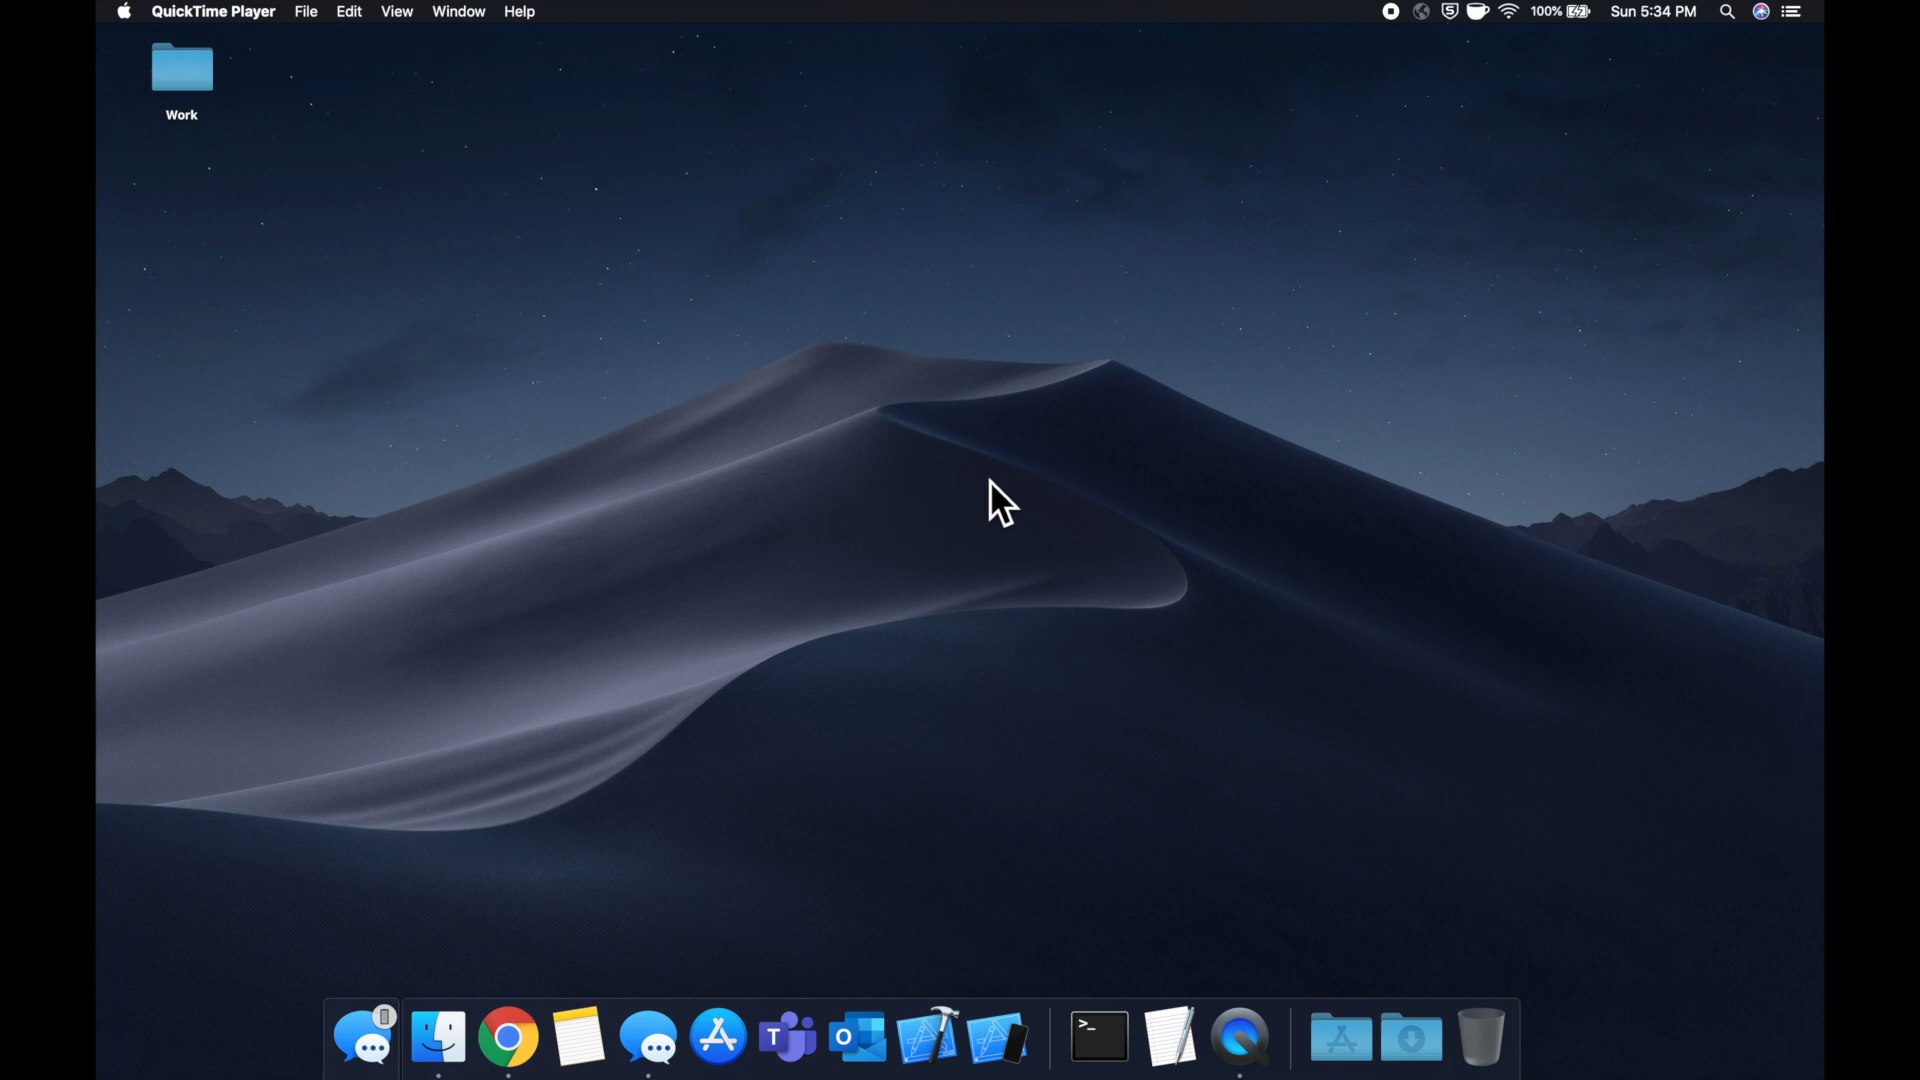 QuickTime Player File Edit View Window Help 100% Sun 5:34 PM
Work
T
O
>_